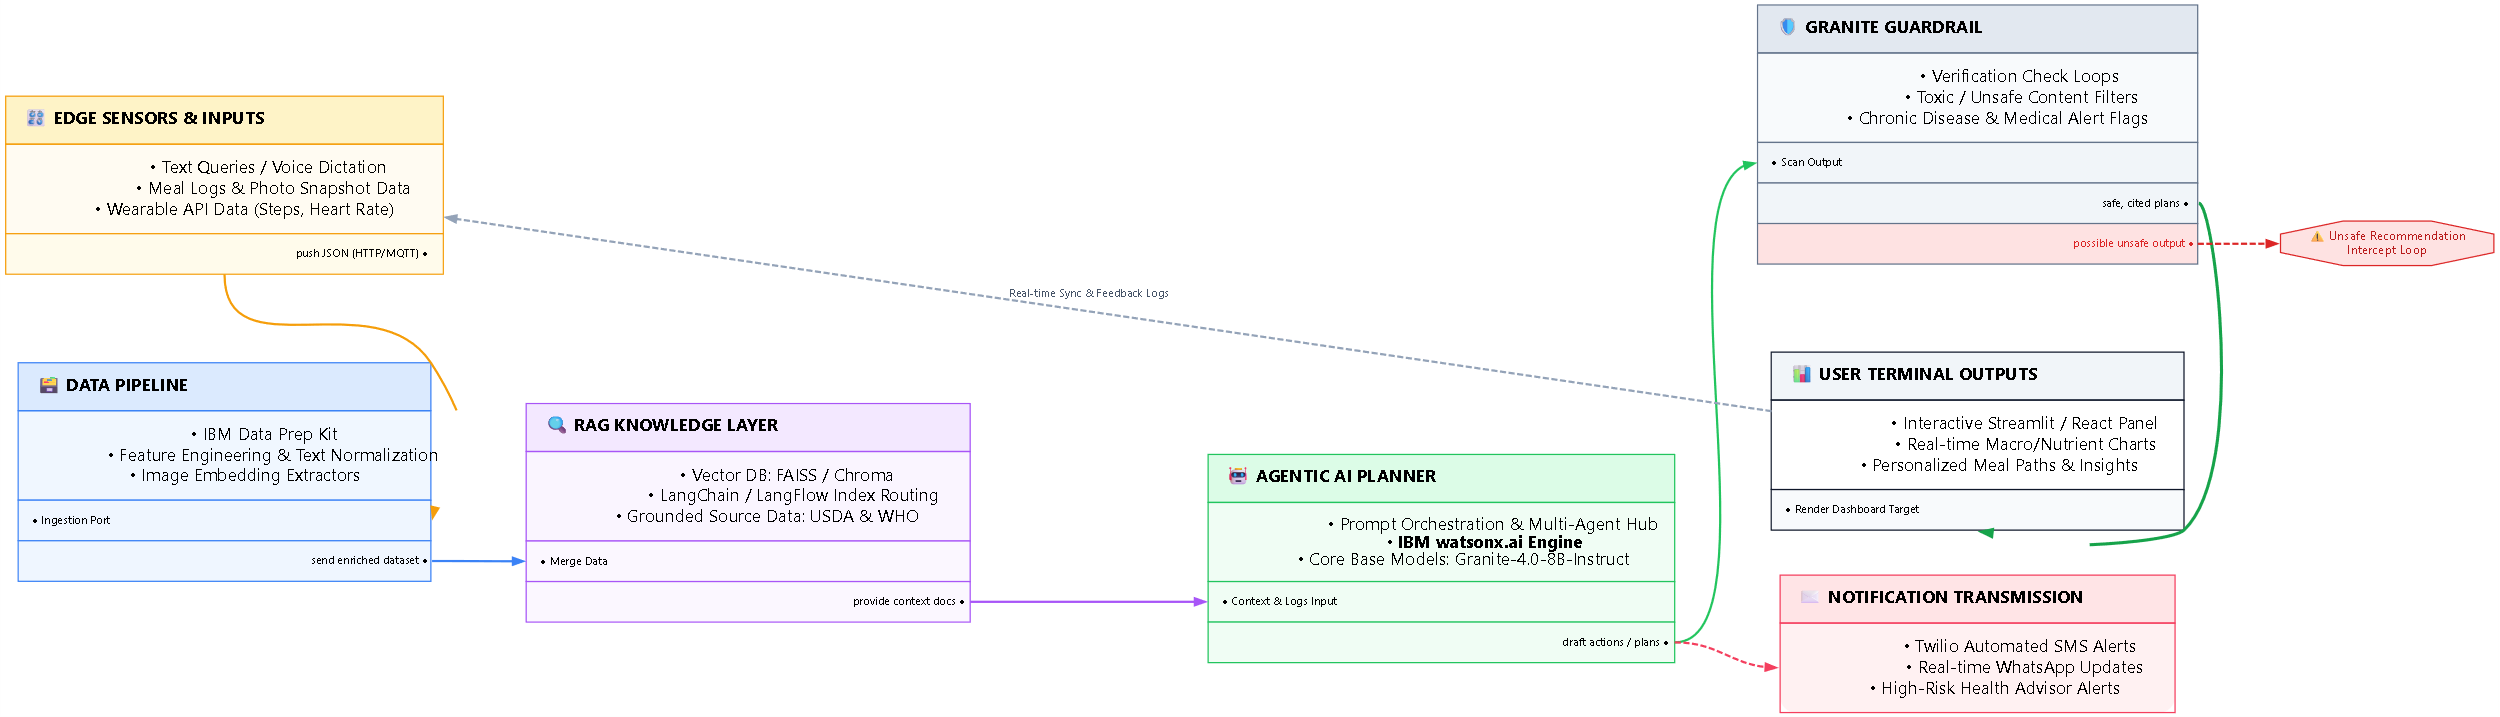 EDGE SENSORS & INPUTS
• Text Queries / Voice Dictation
• Meal Logs & Photo Snapshot Data
• Wearable API Data (Steps, Heart Rate)
push JSON (HTTP/MQTT) •
DATA PIPELINE
• IBM Data Prep Kit
• Feature Engineering & Text Normalization
• Image Embedding Extractors
• Ingestion Port
send enriched dataset •
RAG KNOWLEDGE LAYER
• Vector DB: FAISS / Chroma
• LangChain / LangFlow Index Routing
• Grounded Source Data: USDA & WHO
• Merge Data
provide context docs •
Real-time Sync & Feedback Logs
AGENTIC AI PLANNER
• Prompt Orchestration & Multi-Agent Hub
• IBM watsonx.ai Engine
• Core Base Models: Granite-4.0-8B-Instruct
• Context & Logs Input
draft actions / plans •
GRANITE GUARDRAIL
• Verification Check Loops
• Toxic / Unsafe Content Filters
• Chronic Disease & Medical Alert Flags
• Scan Output
safe, cited plans •
possible unsafe output •
Unsafe Recommendation
Intercept Loop
USER TERMINAL OUTPUTS
• Interactive Streamlit / React Panel
• Real-time Macro/Nutrient Charts
• Personalized Meal Paths & Insights
• Render Dashboard Target
NOTIFICATION TRANSMISSION
• Twilio Automated SMS Alerts
• Real-time WhatsApp Updates
• High-Risk Health Advisor Alerts